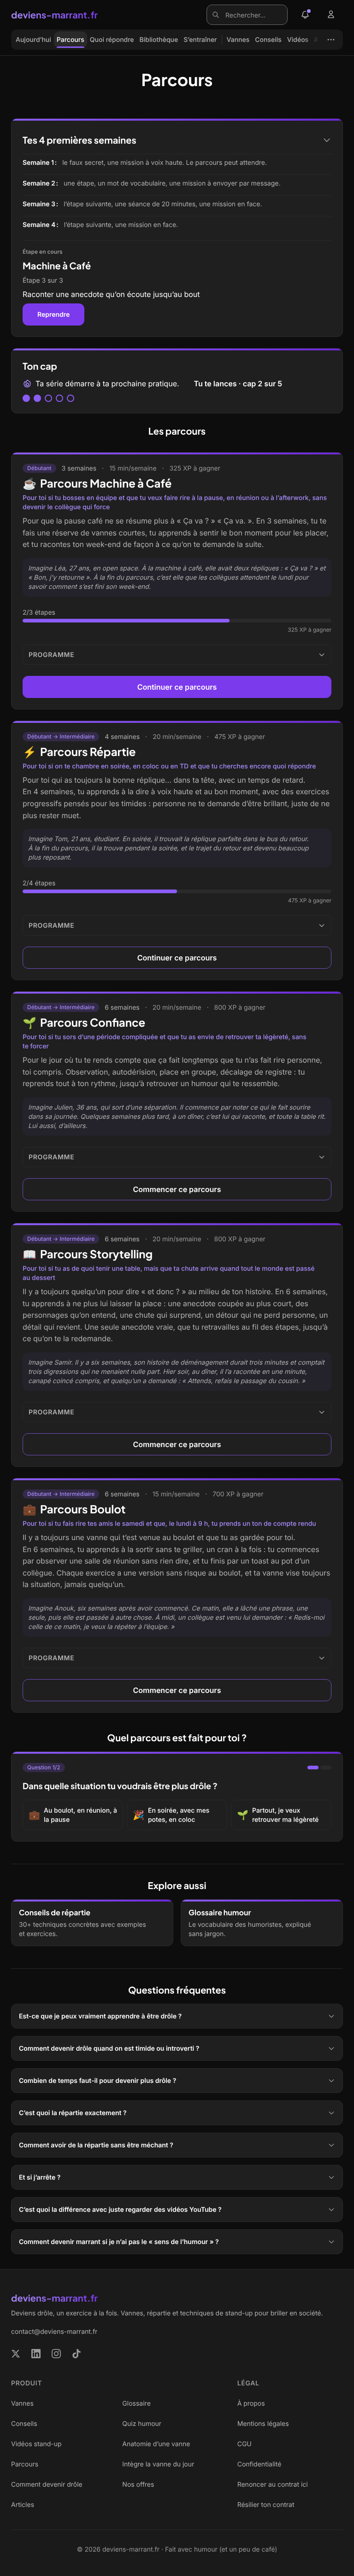 deviens-marrant.fr
Rechercher...
Aujourd'hui Parcours Quoi répondre Bibliothèque S'entraîner Vannes Conseils Vidéos
Parcours
Tes 4 premières semaines
Semaine 1 : le faux secret, une mission à voix haute. Le parcours peut attendre.
Semaine 2 : une étape, un mot de vocabulaire, une mission à envoyer par message.
Semaine 3 : l'étape suivante, une séance de 20 minutes, une mission en face.
Semaine 4 : l'étape suivante, une mission en face.
Étape en cours
Machine à Café
Étape 3 sur 3
Raconter une anecdote qu'on écoute jusqu'au bout
Reprendre
Ton cap
Ta série démarre à ta prochaine pratique. Tu te lances · cap 2 sur 5
Les parcours
Débutant 3 semaines · 15 min/semaine · 325 XP à gagner
☕ Parcours Machine à Café
Pour toi si tu bosses en équipe et que tu veux faire rire à la pause, en réunion ou à l'afterwork, sans
devenir le collègue qui force
Pour que la pause café ne se résume plus à « Ça va ? » « Ça va. ». En 3 semaines, tu te
fais une réserve de vannes courtes, tu apprends à sentir le bon moment pour les placer,
et tu racontes ton week-end de façon à ce qu'on te demande la suite.
Imagine Léa, 27 ans, en open space. À la machine à café, elle avait deux répliques : « Ça va ? » et
« Bon, j'y retourne ». À la fin du parcours, c'est elle que les collègues attendent le lundi pour
savoir comment s'est fini son week-end.
2/3 étapes
325 XP à gagner
PROGRAMME
Continuer ce parcours
Débutant → Intermédiaire 4 semaines · 20 min/semaine · 475 XP à gagner
⚡ Parcours Répartie
Pour toi si on te chambre en soirée, en coloc ou en TD et que tu cherches encore quoi répondre
Pour toi qui as toujours la bonne réplique... dans ta tête, avec un temps de retard.
En 4 semaines, tu apprends à la dire à voix haute et au bon moment, avec des exercices
progressifs pensés pour les timides : personne ne te demande d'être brillant, juste de ne
plus rester muet.
Imagine Tom, 21 ans, étudiant. En soirée, il trouvait la réplique parfaite dans le bus du retour.
À la fin du parcours, il la trouve pendant la soirée, et le trajet du retour est devenu beaucoup
plus reposant.
2/4 étapes
475 XP à gagner
PROGRAMME
Continuer ce parcours
Débutant → Intermédiaire 6 semaines · 20 min/semaine · 800 XP à gagner
🌱 Parcours Confiance
Pour toi si tu sors d'une période compliquée et que tu as envie de retrouver ta légèreté, sans
te forcer
Pour le jour où tu te rends compte que ça fait longtemps que tu n'as fait rire personne,
toi compris. Observation, autodérision, place en groupe, décalage de registre : tu
reprends tout à ton rythme, jusqu'à retrouver un humour qui te ressemble.
Imagine Julien, 36 ans, qui sort d'une séparation. Il commence par noter ce qui le fait sourire
dans sa journée. Quelques semaines plus tard, à un dîner, c'est lui qui raconte, et toute la table rit.
Lui aussi, d'ailleurs.
PROGRAMME
Commencer ce parcours
Débutant → Intermédiaire 6 semaines · 20 min/semaine · 800 XP à gagner
📖 Parcours Storytelling
Pour toi si tu as de quoi tenir une table, mais que ta chute arrive quand tout le monde est passé
au dessert
Il y a toujours quelqu'un pour dire « et donc ? » au milieu de ton histoire. En 6 semaines,
tu apprends à ne plus lui laisser la place : une anecdote coupée au plus court, des
personnages qu'on entend, une chute qui surprend, un détour qui ne perd personne, un
détail qui revient. Une seule anecdote vraie, que tu retravailles au fil des étapes, jusqu'à
ce qu'on te la redemande.
Imagine Samir. Il y a six semaines, son histoire de déménagement durait trois minutes et comptait
trois digressions qui ne menaient nulle part. Hier soir, au dîner, il l'a racontée en une minute,
canapé coincé compris, et quelqu'un a demandé : « Attends, refais le passage du cousin. »
PROGRAMME
Commencer ce parcours
Débutant → Intermédiaire 6 semaines · 15 min/semaine · 700 XP à gagner
💼 Parcours Boulot
Pour toi si tu fais rire tes amis le samedi et que, le lundi à 9 h, tu prends un ton de compte rendu
Il y a toujours une vanne qui t'est venue au boulot et que tu as gardée pour toi.
En 6 semaines, tu apprends à la sortir sans te griller, un cran à la fois : tu commences
par observer une salle de réunion sans rien dire, et tu finis par un toast au pot d'un
collègue. Chaque exercice a une version sans risque au boulot, et ta vanne vise toujours
la situation, jamais quelqu'un.
Imagine Anouk, six semaines après avoir commencé. Ce matin, elle a lâché une phrase, une
seule, puis elle est passée à autre chose. À midi, un collègue est venu lui demander : « Redis-moi
celle de ce matin, je veux la répéter à l'équipe. »
PROGRAMME
Commencer ce parcours
Quel parcours est fait pour toi ?
Question 1/2
Dans quelle situation tu voudrais être plus drôle ?
💼 Au boulot, en réunion, à
la pause
🎉 En soirée, avec mes
potes, en coloc
🌱 Partout, je veux
retrouver ma légèreté
Explore aussi
Conseils de répartie
30+ techniques concrètes avec exemples
et exercices.
Glossaire humour
Le vocabulaire des humoristes, expliqué
sans jargon.
Questions fréquentes
Est-ce que je peux vraiment apprendre à être drôle ?
Comment devenir drôle quand on est timide ou introverti ?
Combien de temps faut-il pour devenir plus drôle ?
C'est quoi la répartie exactement ?
Comment avoir de la répartie sans être méchant ?
Et si j'arrête ?
C'est quoi la différence avec juste regarder des vidéos YouTube ?
Comment devenir marrant si je n'ai pas le « sens de l'humour » ?
deviens-marrant.fr
Deviens drôle, un exercice à la fois. Vannes, répartie et techniques de stand-up pour briller en société.
contact@deviens-marrant.fr
PRODUIT
Vannes
Conseils
Vidéos stand-up
Parcours
Comment devenir drôle
Articles
Glossaire
Quiz humour
Anatomie d'une vanne
Intègre la vanne du jour
Nos offres
LÉGAL
À propos
Mentions légales
CGU
Confidentialité
Renoncer au contrat ici
Résilier ton contrat
© 2026 deviens-marrant.fr · Fait avec humour (et un peu de café)